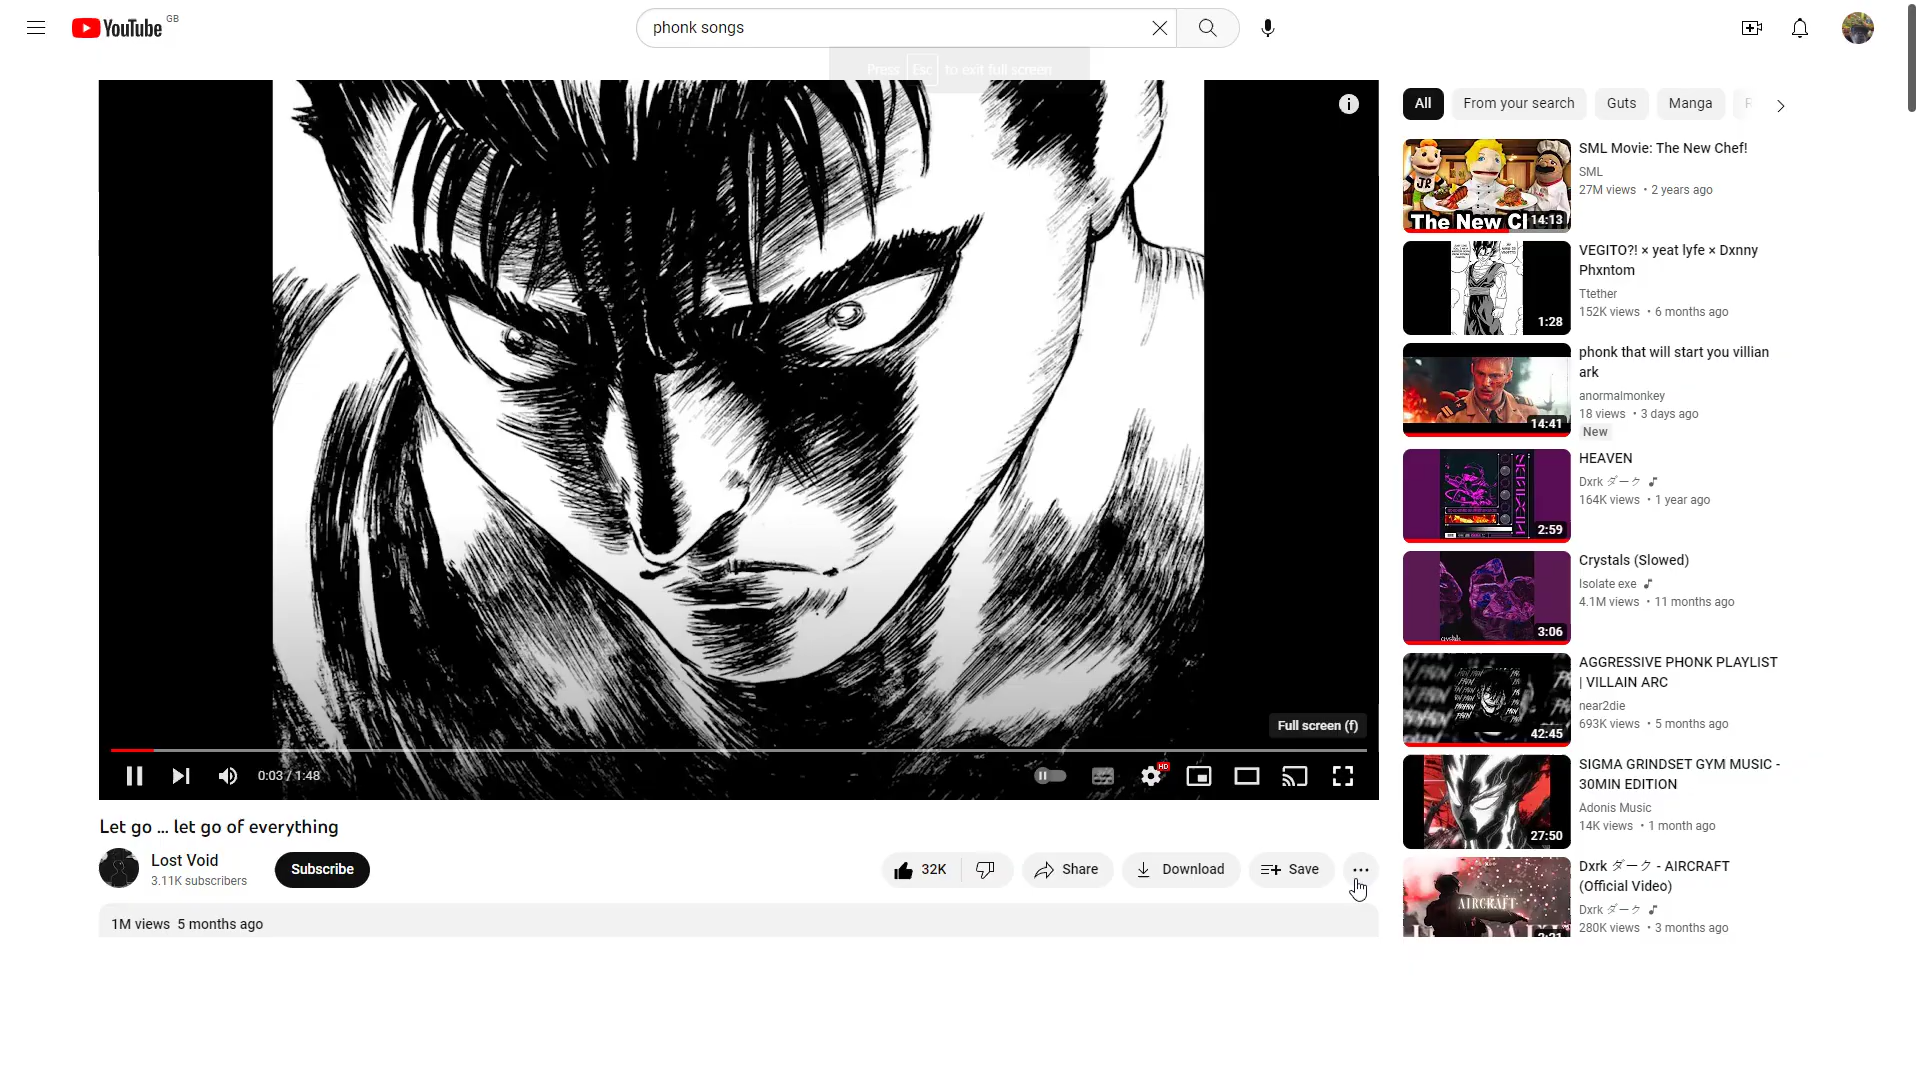 YouTube GB
phonk songs
Press Esc to exit full screen
Full screen (f)
0:03 / 1:48
HD
Let go ... let go of everything
Lost Void
3.11K subscribers
Subscribe
32K
Share
Download
Save
1M views 5 months ago
All
From your search
Guts
Manga
The New C
14:13
SML Movie: The New Chef!
SML
27M views • 2 years ago
1:28
VEGITO?! × yeat lyfe × Dxnny
Phxntom
Ttether
152K views • 6 months ago
14:41
phonk that will start you villian
ark
anormalmonkey
18 views • 3 days ago
New
2:59
HEAVEN
Dxrk ダーク
164K views • 1 year ago
3:06
Crystals (Slowed)
Isolate exe
4.1M views • 11 months ago
42:45
AGGRESSIVE PHONK PLAYLIST
| VILLAIN ARC
near2die
693K views • 5 months ago
27:50
SIGMA GRINDSET GYM MUSIC -
30MIN EDITION
Adonis Music
14K views • 1 month ago
AIRCRAFT
Dxrk ダーク - AIRCRAFT
(Official Video)
Dxrk ダーク
280K views • 3 months ago